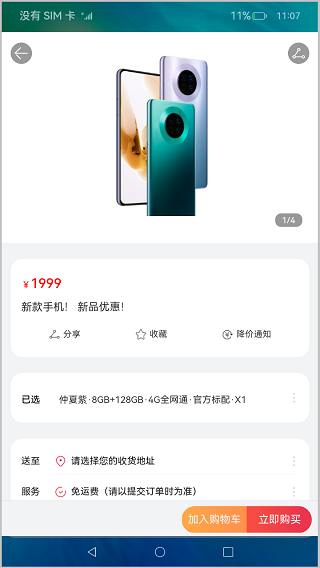 没有 SIM 卡
11%
11:07
1/4
¥1999
新款手机！ 新品优惠！
分享
收藏
降价通知
已选 仲夏紫·8GB+128GB·4G全网通·官方标配·X1
送至 请选择您的收货地址
服务 免运费（请以提交订单时为准）
加入购物车
立即购买